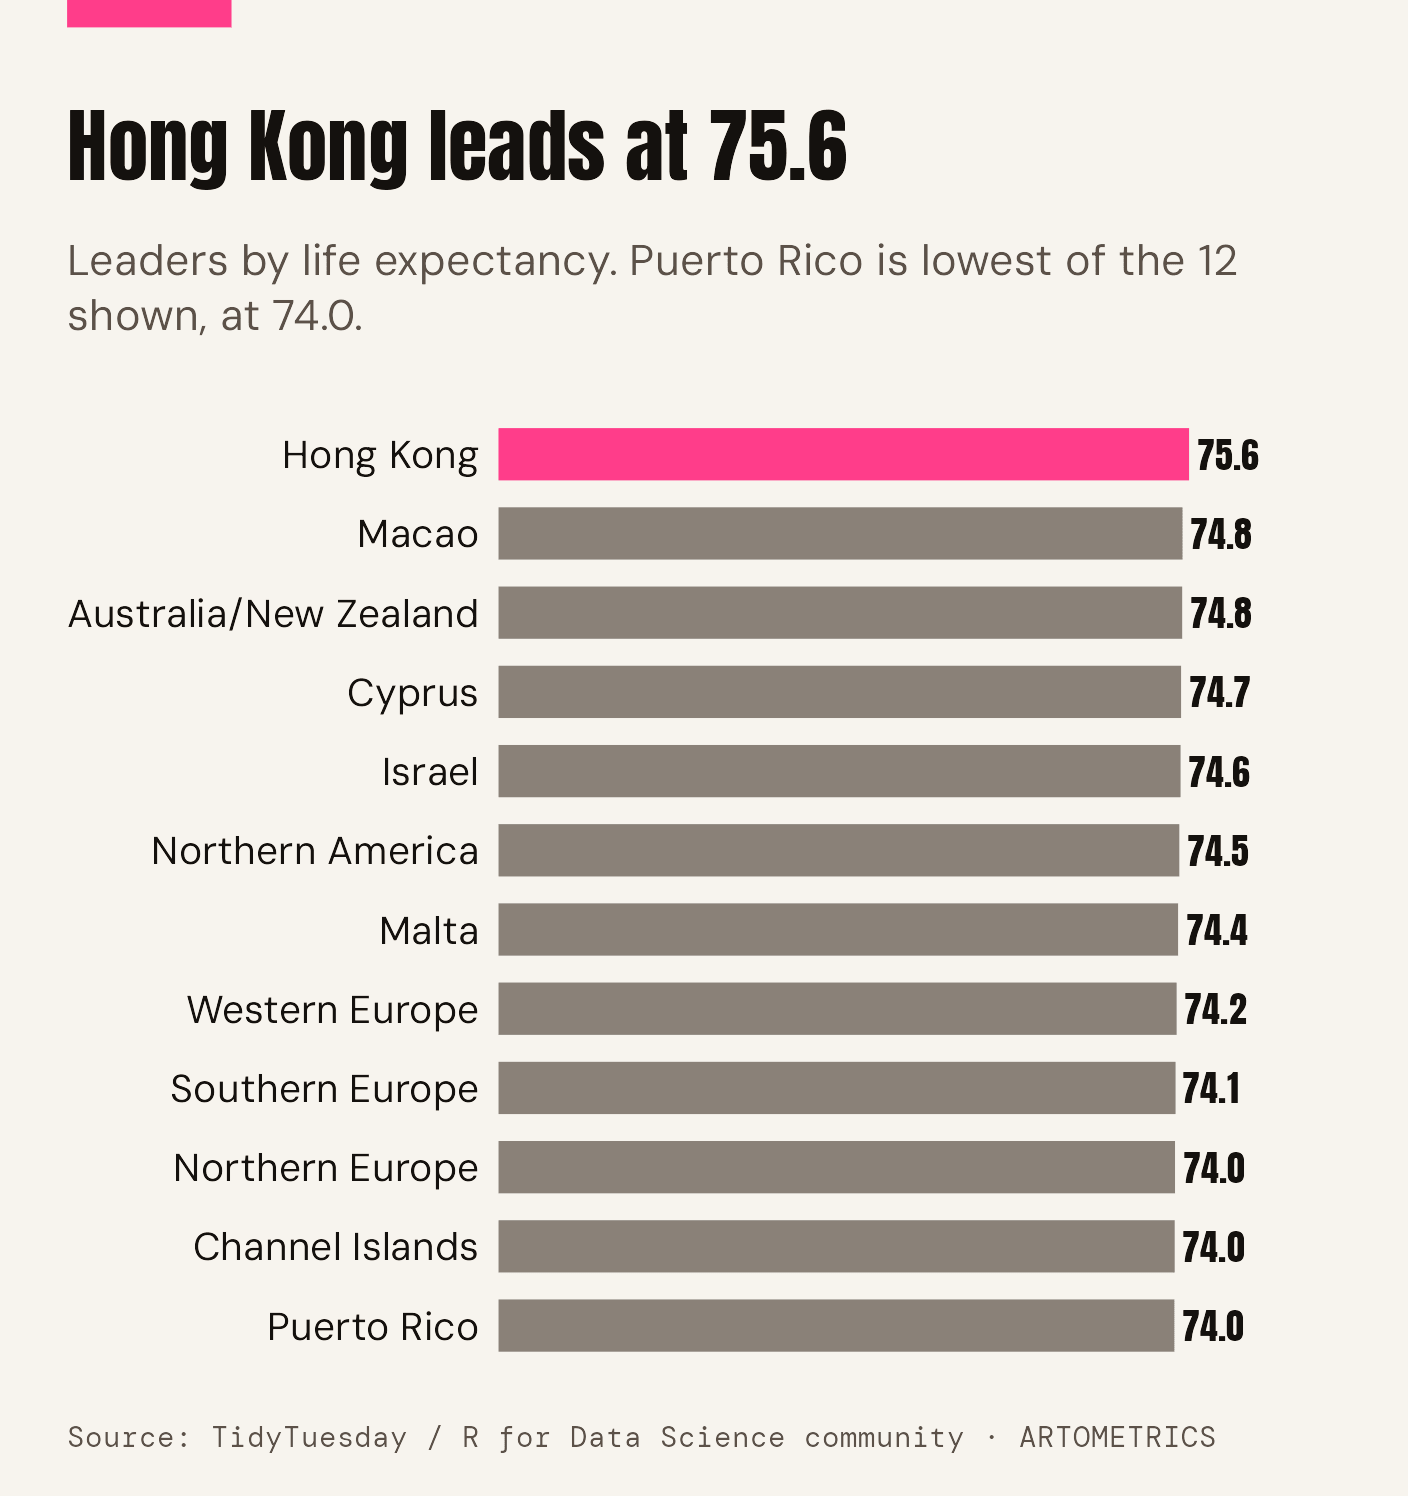 Hong Kong leads at 75.6
Leaders by life expectancy. Puerto Rico is lowest of the 12
shown, at 74.0.
Hong Kong 75.6
Macao 74.8
Australia/New Zealand 74.8
Cyprus 74.7
Israel 74.6
Northern America 74.5
Malta 74.4
Western Europe 74.2
Southern Europe 74.1
Northern Europe 74.0
Channel Islands 74.0
Puerto Rico 74.0
Source: TidyTuesday / R for Data Science community · ARTOMETRICS